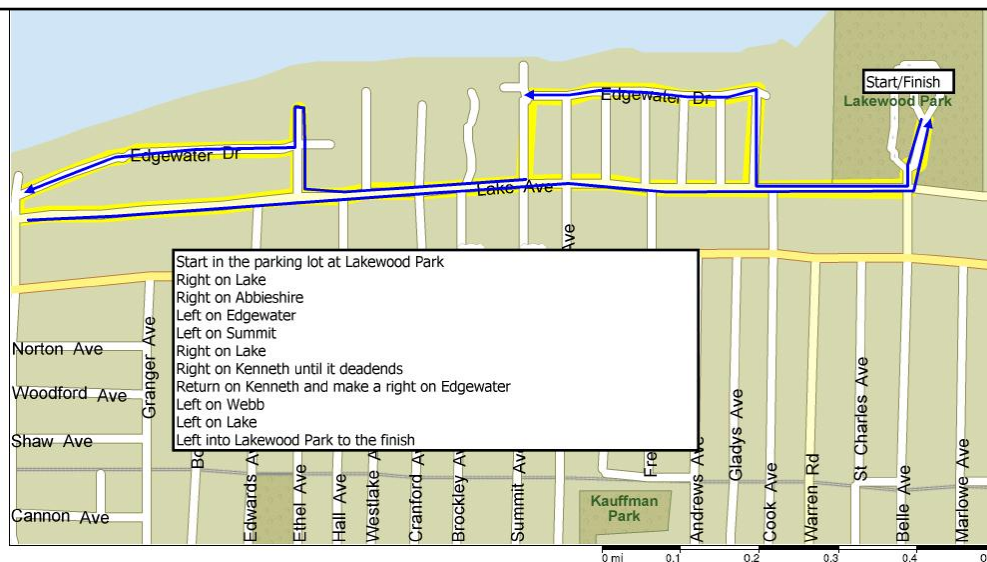 Start/Finish
Lakewood Park
Edgewater Dr
Edgewater Dr
Lake Ave
Ave
Start in the parking lot at Lakewood Park
Right on Lake
Right on Abbieshire
Left on Edgewater
Left on Summit
Right on Lake
Right on Kenneth until it deadends
Return on Kenneth and make a right on Edgewater
Left on Webb
Left on Lake
Left into Lakewood Park to the finish
Norton Ave
Woodford Ave
Shaw Ave
Cannon Ave
Granger Ave
Edwards Av
Ethel Ave
Hall Ave
Westlake A
Cranford Av
Brockley Av
Summit Av
Fre
Andrews Ave
Gladys Ave
Cook Ave
Warren Rd
St Charles Ave
Belle Ave
Marlowe Ave
Kauffman
Park
0 mi 0.1 0.2 0.3 0.4